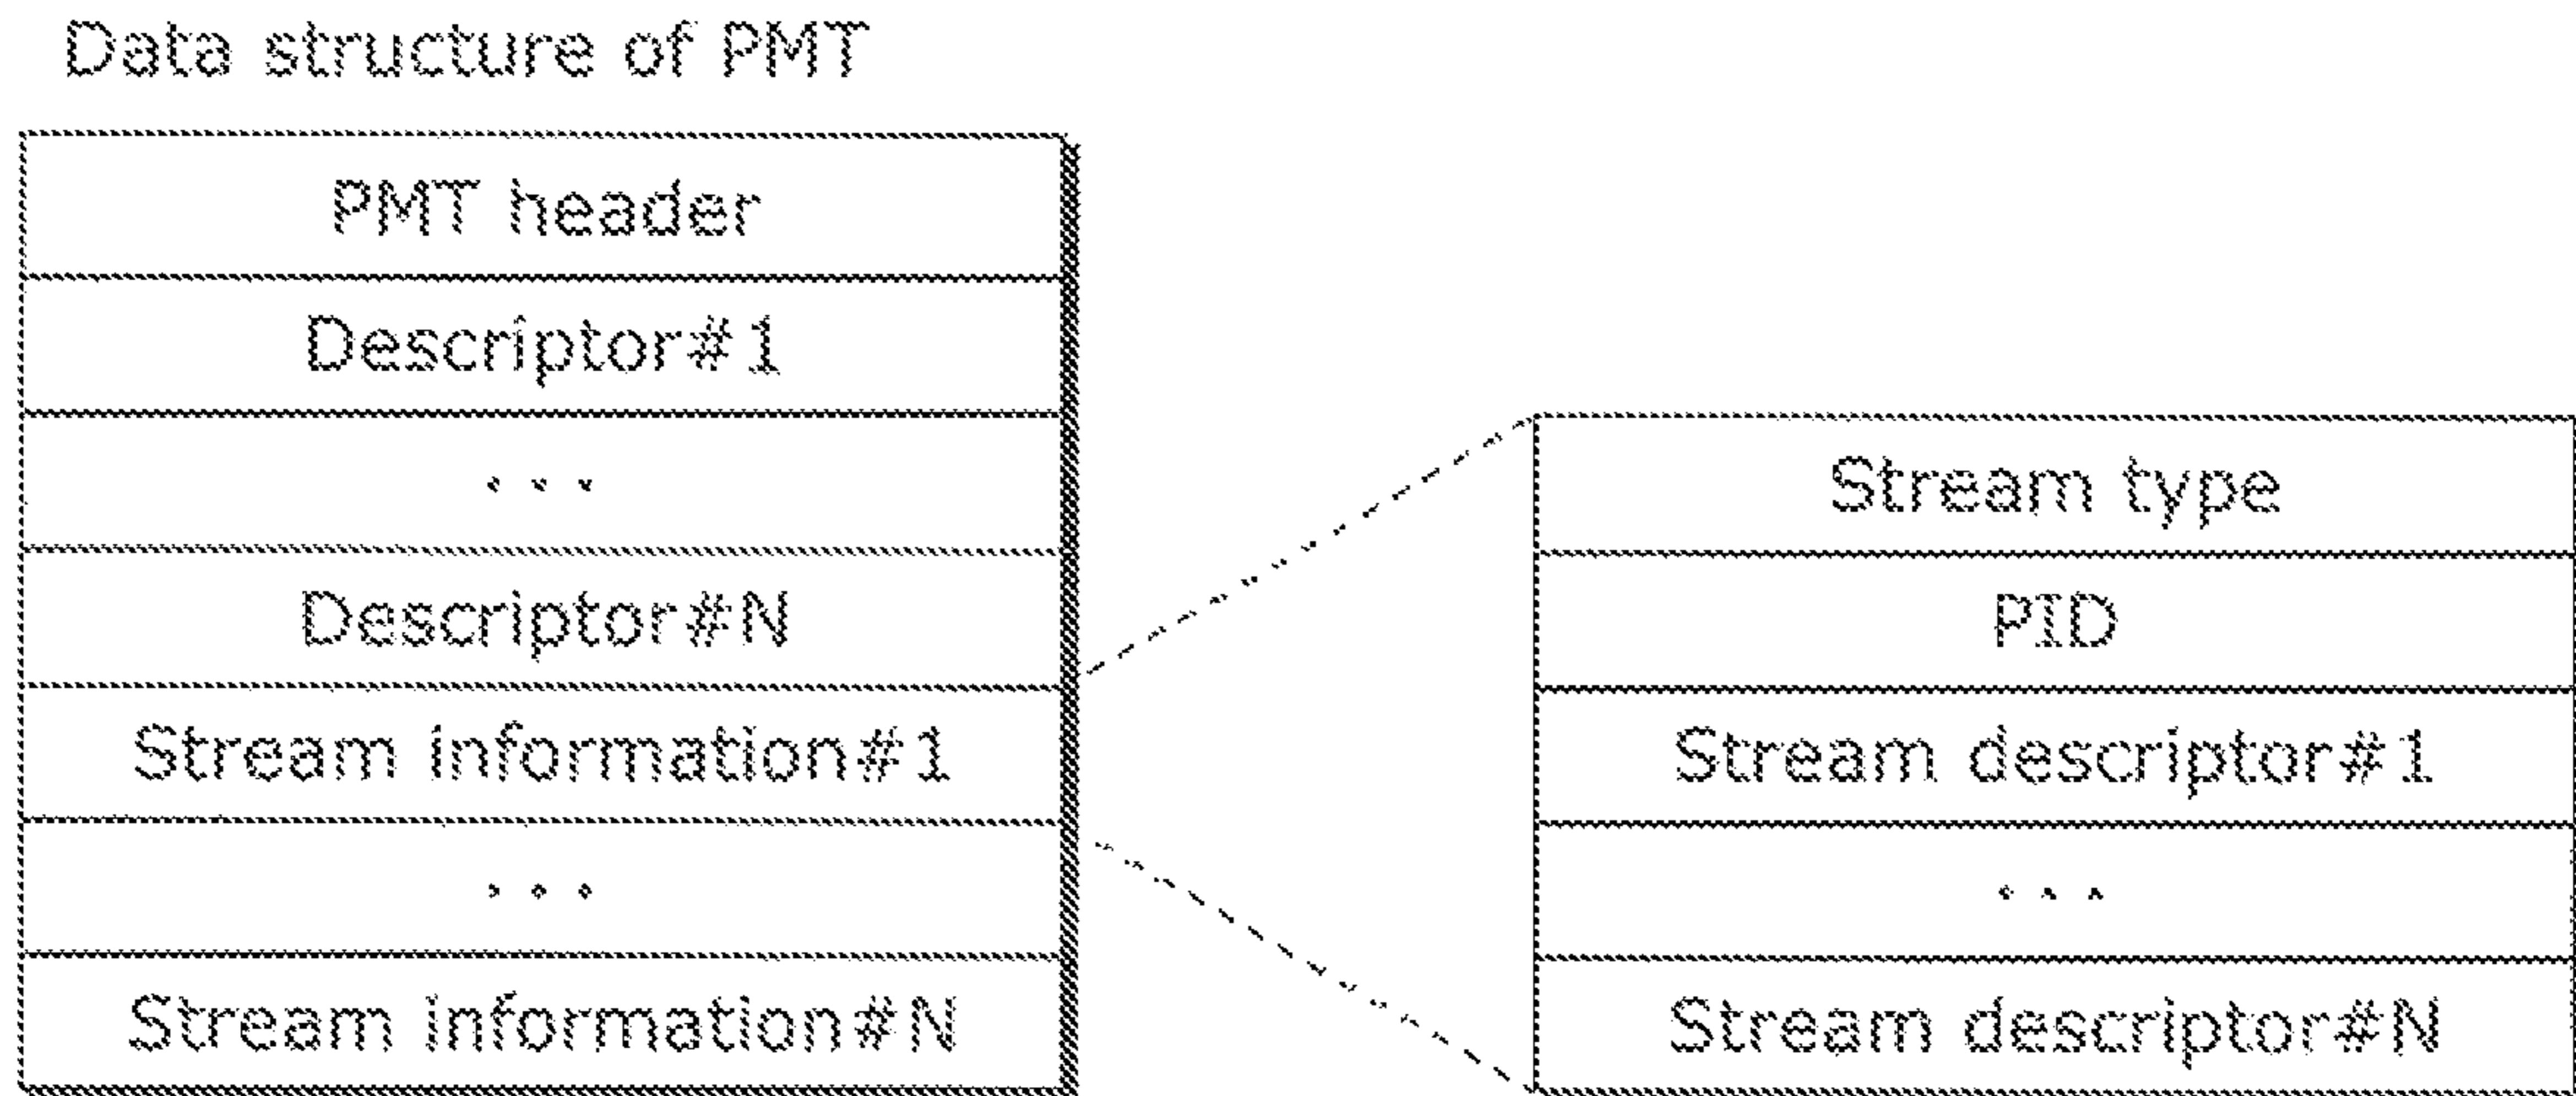 Data structure of PMT
PMT header
Descriptor#1
...
Descriptor#N
Stream information#1
...
Stream information#N
Stream type
PID
Stream descriptor#1
...
Stream descriptor#N